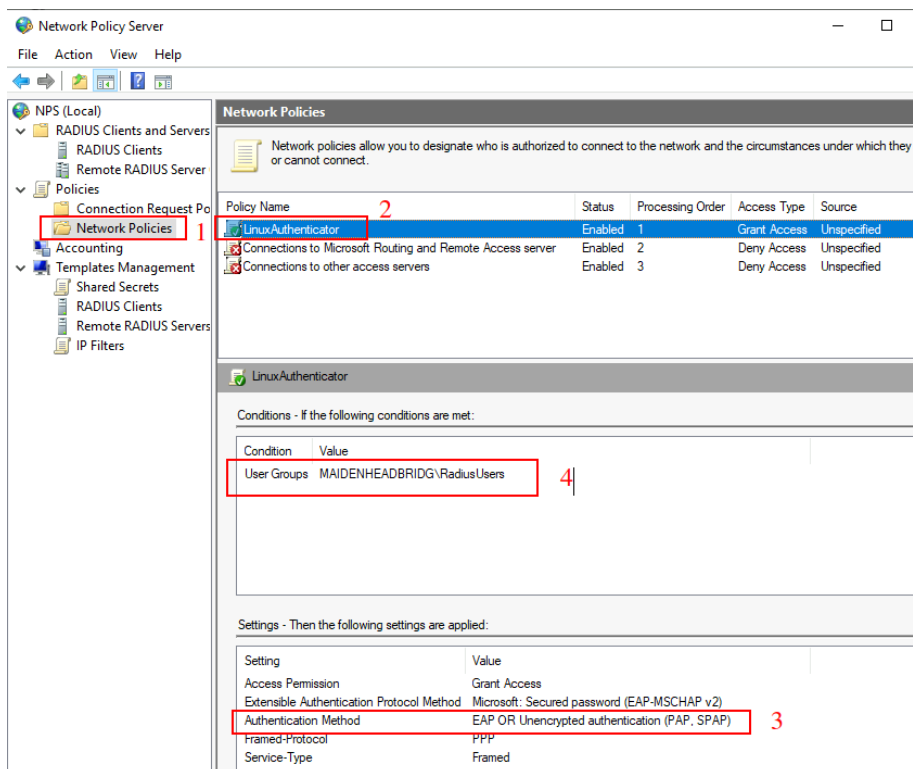 Network Policy Server
File Action View Help
NPS (Local)
RADIUS Clients and Servers
RADIUS Clients
Remote RADIUS Server
Policies
Connection Request Po
Network Policies 1
Accounting
Templates Management
Shared Secrets
RADIUS Clients
Remote RADIUS Servers
IP Filters
Network Policies
Network policies allow you to designate who is authorized to connect to the network and the circumstances under which they
or cannot connect.
2
Policy Name Status Processing Order Access Type Source
LinuxAuthenticator Enabled 1 Grant Access Unspecified
Connections to Microsoft Routing and Remote Access server Enabled 2 Deny Access Unspecified
Connections to other access servers Enabled 3 Deny Access Unspecified
LinuxAuthenticator
Conditions - If the following conditions are met:
Condition Value
User Groups MAIDENHEADBRIDG\RadiusUsers 4
Settings - Then the following settings are applied:
Setting Value
Access Permission Grant Access
Extensible Authentication Protocol Method Microsoft: Secured password (EAP-MSCHAP v2)
Authentication Method EAP OR Unencrypted authentication (PAP, SPAP) 3
Framed-Protocol PPP
Service-Type Framed